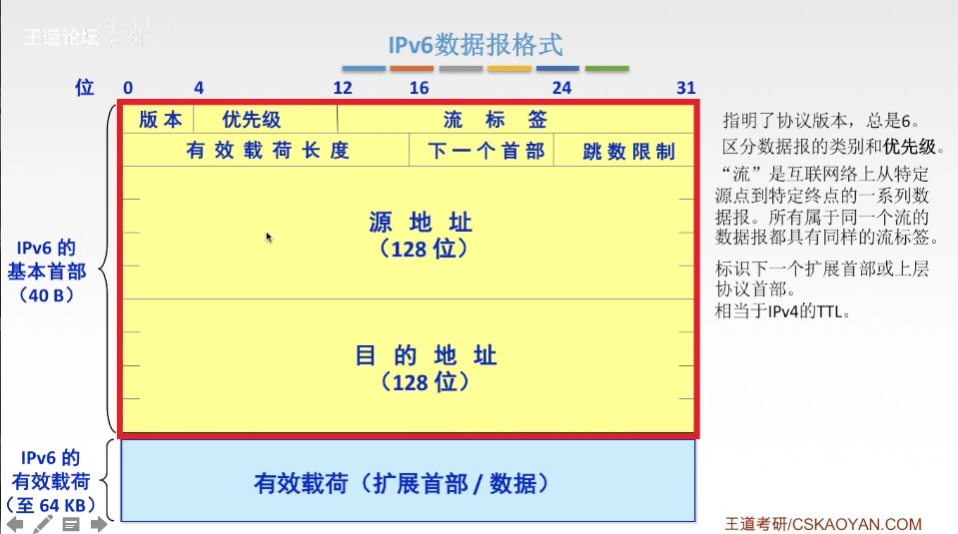 王道论坛
IPv6数据报格式
位 0 4 12 16 24 31
版本 优先级 流标签
有效载荷长度 下一个首部 跳数限制
源地址
（128 位）
目的地址
（128 位）
有效载荷（扩展首部 / 数据）
IPv6 的
基本首部
（40 B）
IPv6 的
有效载荷
（至 64 KB）
指明了协议版本，总是6。
区分数据报的类别和优先级。
“流”是互联网络上从特定
源点到特定终点的一系列数
据报。所有属于同一个流的
数据报都具有同样的流标签。
标识下一个扩展首部或上层
协议首部。
相当于IPv4的TTL。
王道考研/CSKAOYAN.COM